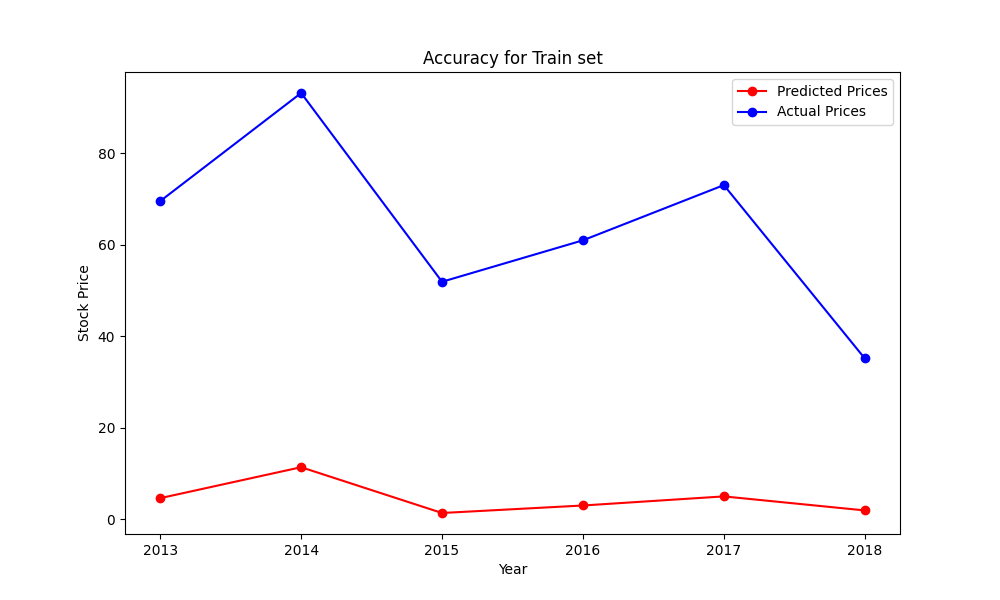 Accuracy for Train set
Predicted Prices
Actual Prices
Stock Price
80
60
40
20
0
2013
2014
2015
2016
2017
2018
Year